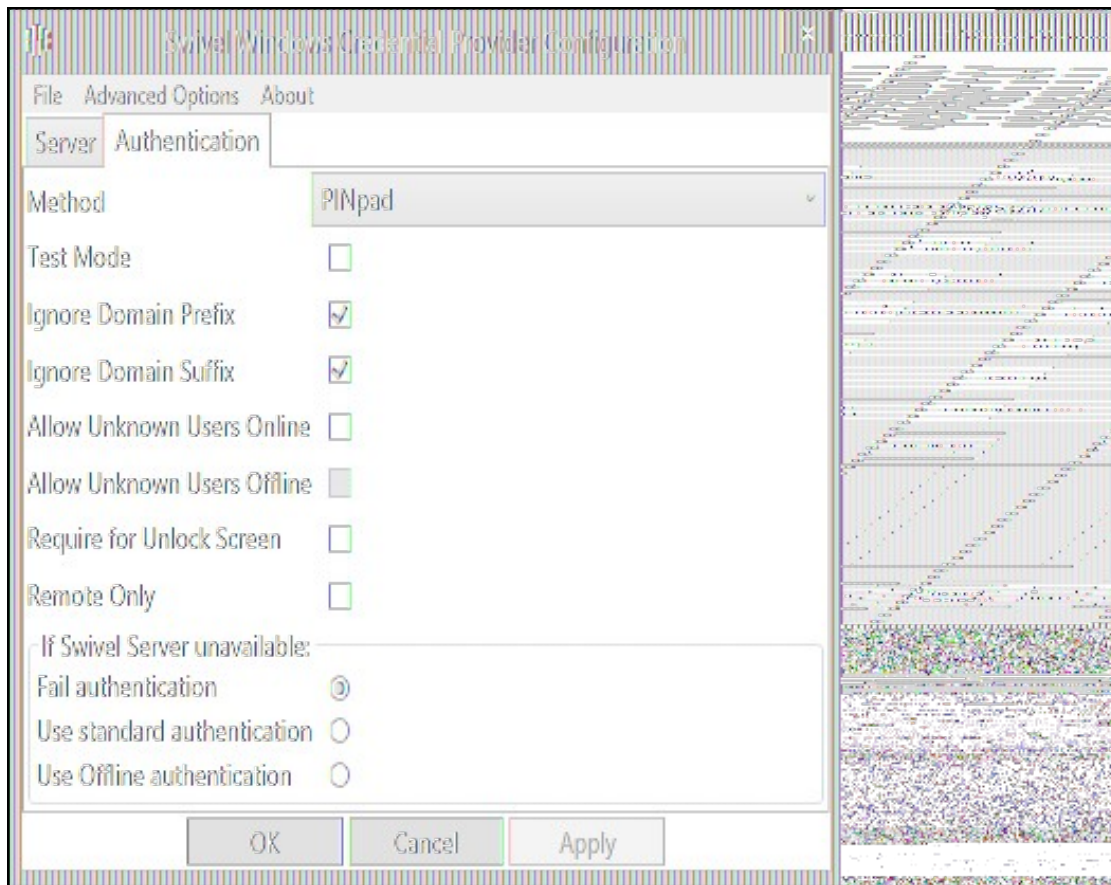 Swivel Windows Credential Provider Configuration
File Advanced Options About
Server Authentication
Method PINpad
Test Mode
Ignore Domain Prefix
Ignore Domain Suffix
Allow Unknown Users Online
Allow Unknown Users Offline
Require for Unlock Screen
Remote Only
If Swivel Server unavailable:
Fail authentication
Use standard authentication
Use Offline authentication
OK Cancel Apply